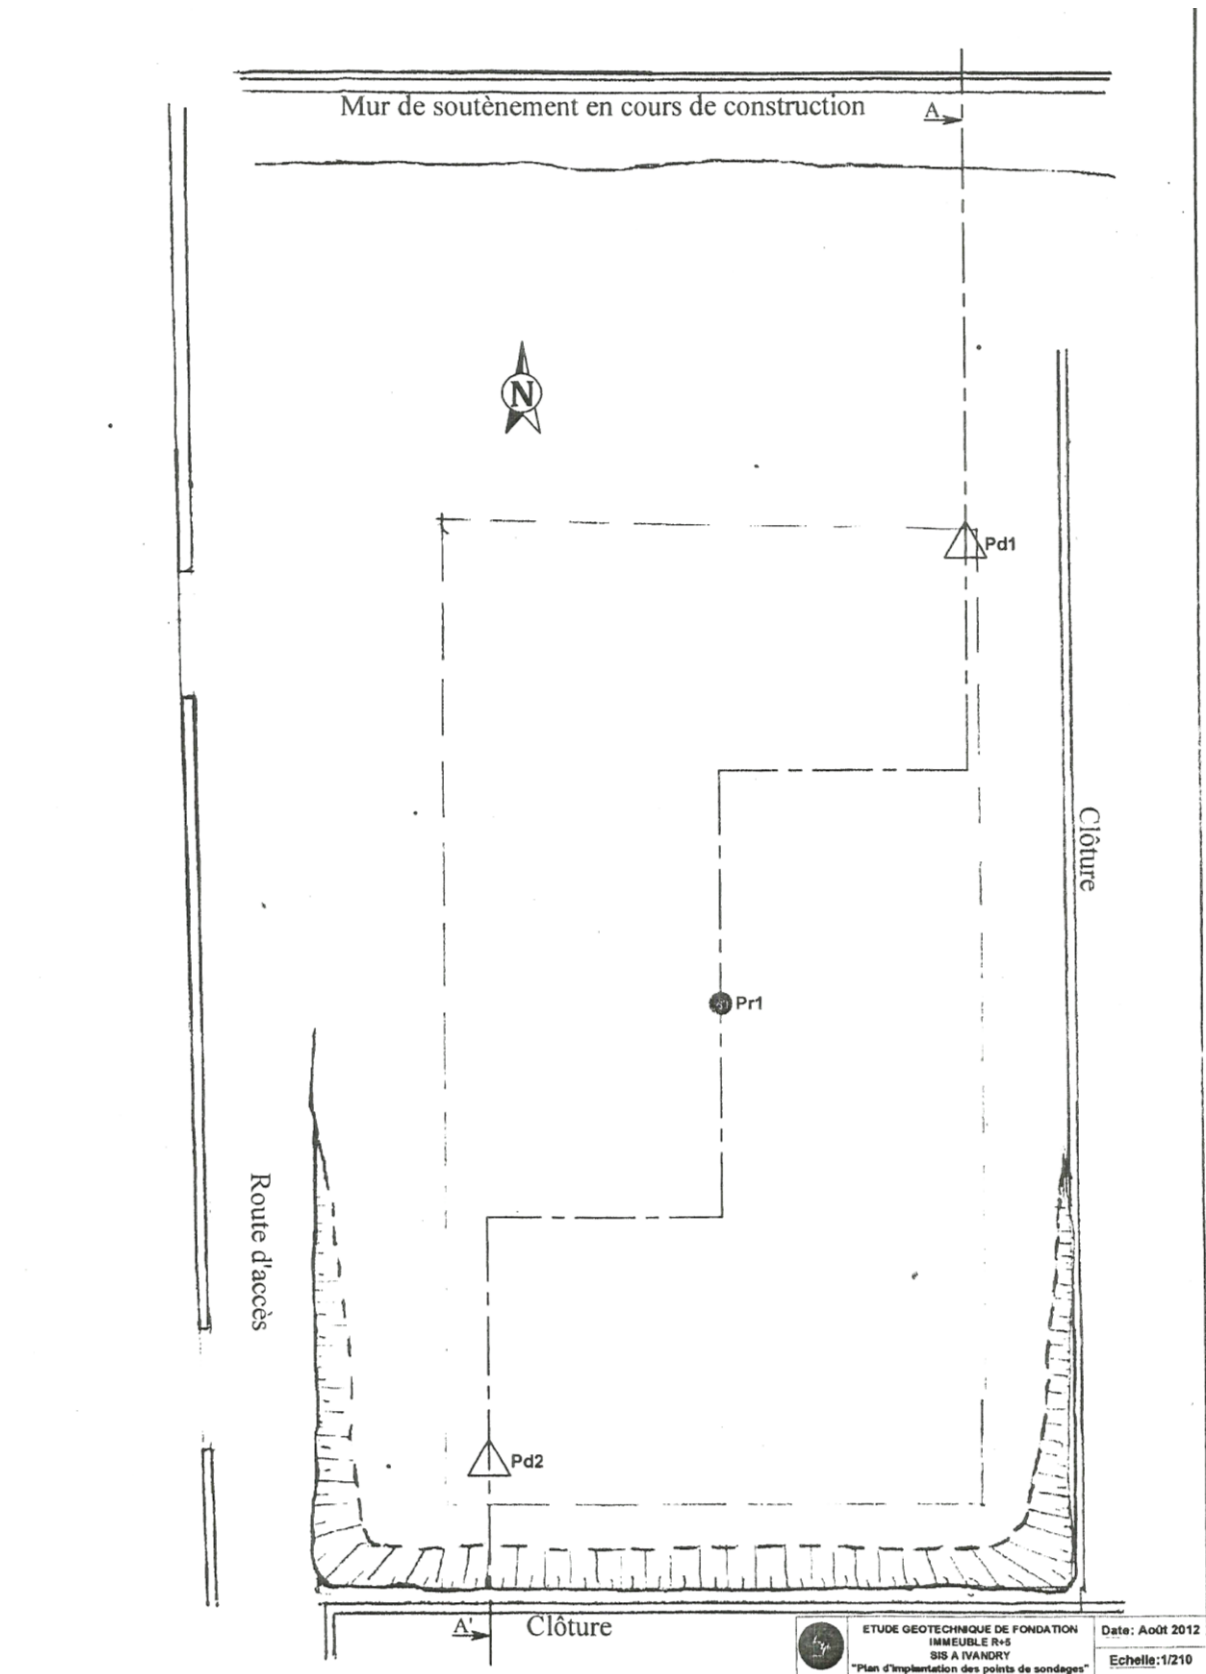 Mur de soutènement en cours de construction
A
N
Pd1
Clôture
Pr1
Route d'accès
Pd2
A'
Clôture
ETUDE GEOTECHNIQUE DE FONDATION
IMMEUBLE R+5
SIS A IVANDRY
"Plan d'implantation des points de sondages"
Date: Août 2012
Echelle:1/210